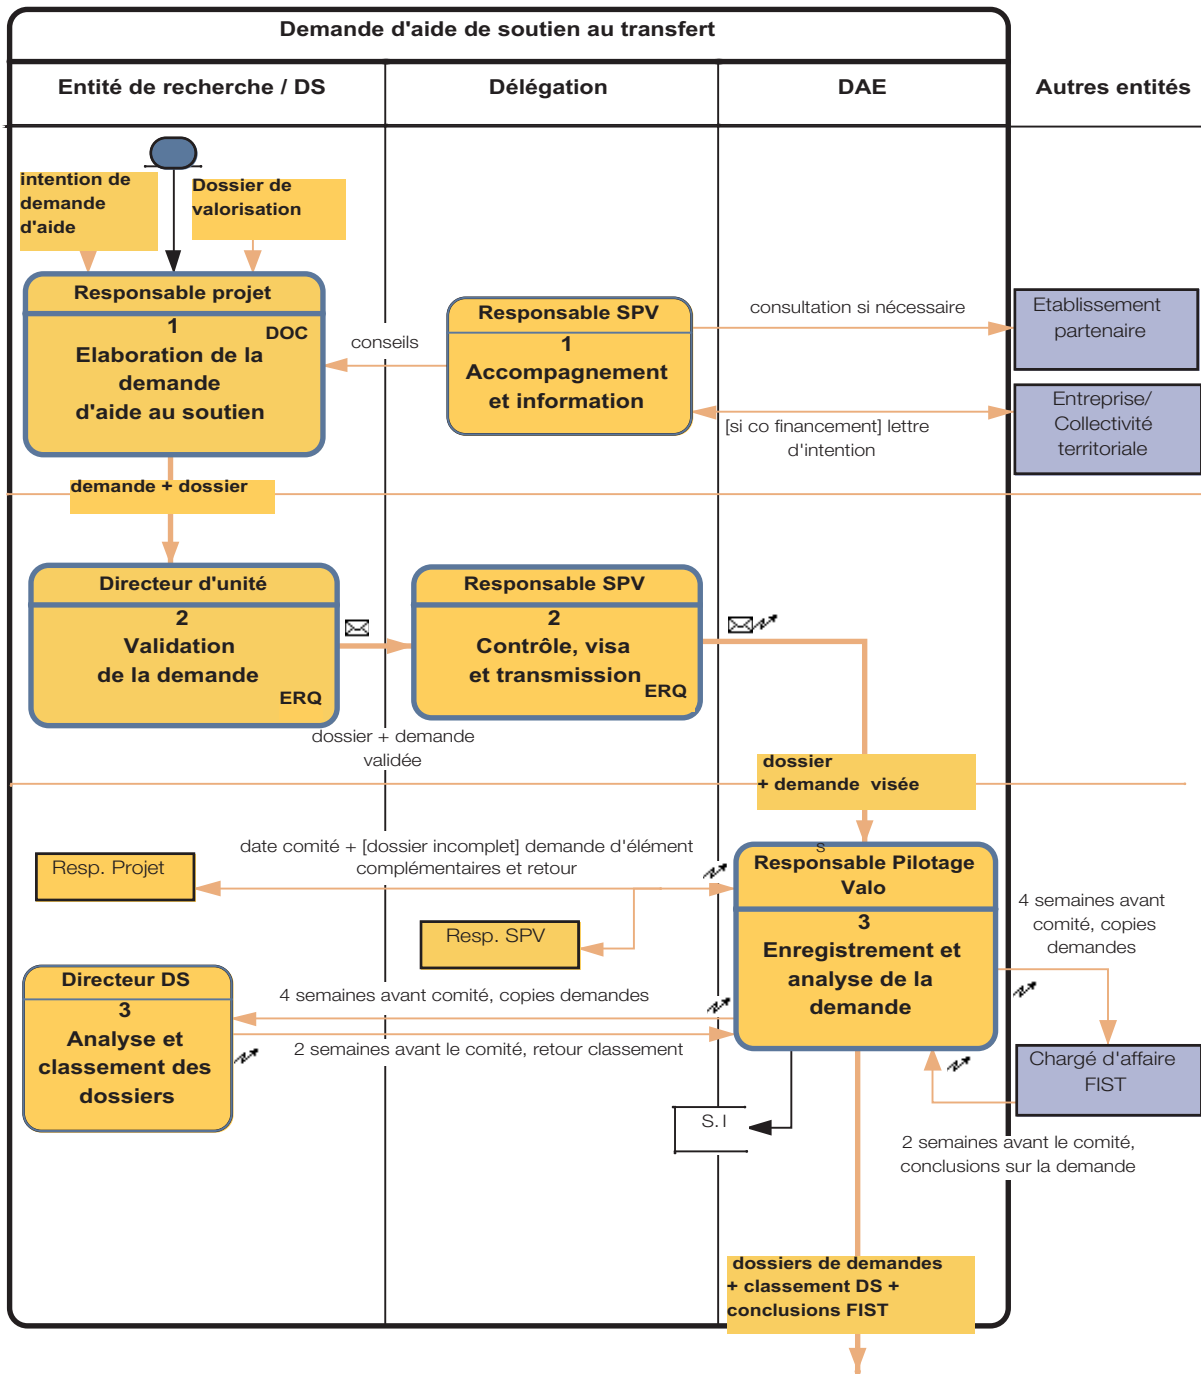 Demande d'aide de soutien au transfert
Entité de recherche / DS
Délégation
DAE
Autres entités
intention de
demande
d'aide
Dossier de
valorisation
Responsable projet
1
DOC
Elaboration de la
demande
d'aide au soutien
conseils
Responsable SPV
1
Accompagnement
et information
consultation si nécessaire
Etablissement
partenaire
[si co financement] lettre
d'intention
Entreprise/
Collectivité
territoriale
demande + dossier
Directeur d'unité
2
Validation
de la demande
ERQ
Responsable SPV
2
Contrôle, visa
et transmission
ERQ
dossier + demande
validée
dossier
+ demande visée
date comité + [dossier incomplet] demande d'élément
complémentaires et retour
Resp. Projet
Resp. SPV
s
Responsable Pilotage
Valo
3
Enregistrement et
analyse de la
demande
4 semaines avant
comité, copies
demandes
Directeur DS
3
Analyse et
classement des
dossiers
4 semaines avant comité, copies demandes
2 semaines avant le comité, retour classement
Chargé d'affaire
FIST
S.I
2 semaines avant le comité,
conclusions sur la demande
dossiers de demandes
+ classement DS +
conclusions FIST